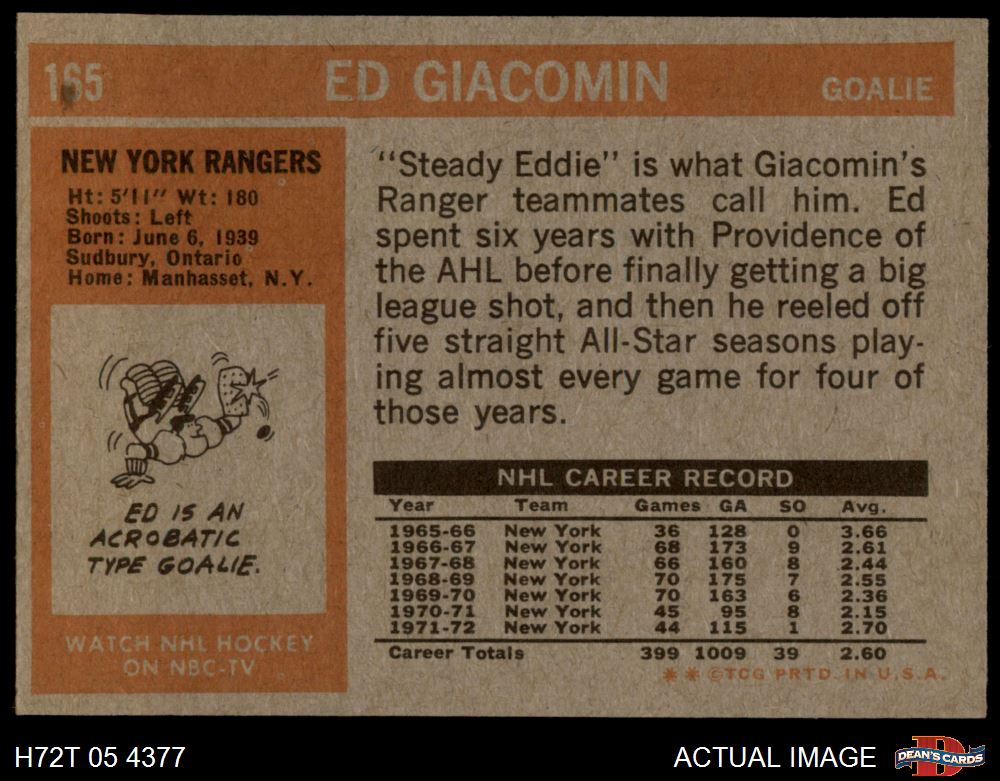 165 ED GIACOMIN GOALIE
NEW YORK RANGERS
Ht: 5'11" Wt: 180
Shoots: Left
Born: June 6, 1939
Sudbury, Ontario
Home: Manhasset, N.Y.
ED IS AN
ACROBATIC
TYPE GOALIE.
WATCH NHL HOCKEY
ON NBC-TV
"Steady Eddie" is what Giacomin's
Ranger teammates call him. Ed
spent six years with Providence of
the AHL before finally getting a big
league shot, and then he reeled off
five straight All-Star seasons play-
ing almost every game for four of
those years.
NHL CAREER RECORD
Year Team Games GA SO Avg.
1965-66 New York 36 128 0 3.66
1966-67 New York 68 173 9 2.61
1967-68 New York 66 160 8 2.44
1968-69 New York 70 175 7 2.55
1969-70 New York 70 163 6 2.36
1970-71 New York 45 95 8 2.15
1971-72 New York 44 115 1 2.70
Career Totals 399 1009 39 2.60
* * ©TCG PRTD. IN U.S.A.
H72T 05 4377 ACTUAL IMAGE D DEAN'S CARDS